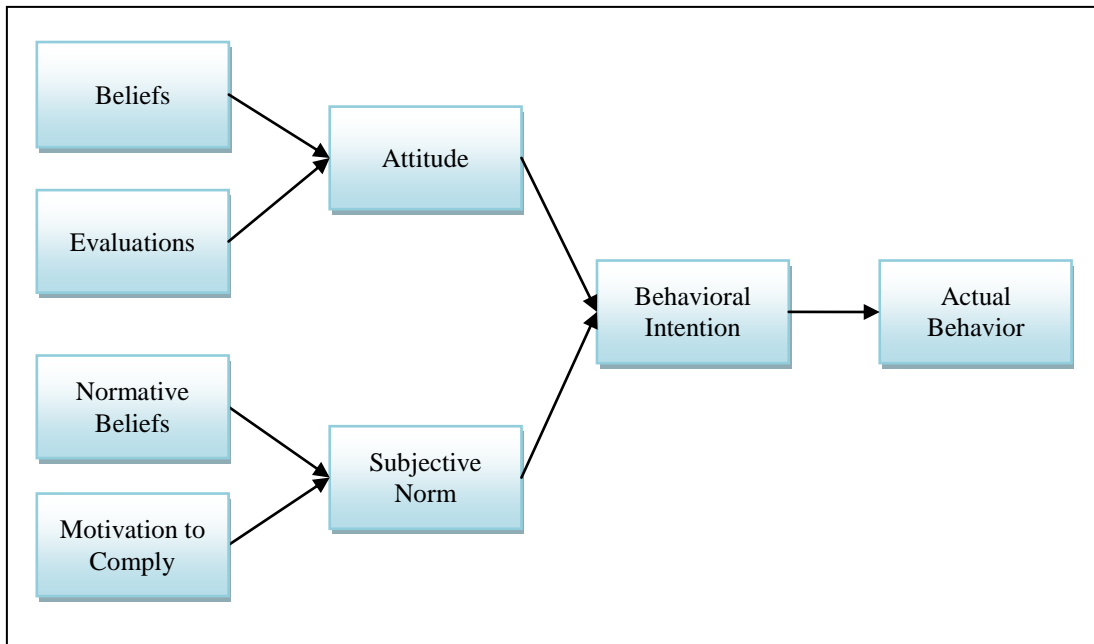 Beliefs
Evaluations
Attitude
Normative
Beliefs
Motivation to
Comply
Subjective
Norm
Behavioral
Intention
Actual
Behavior